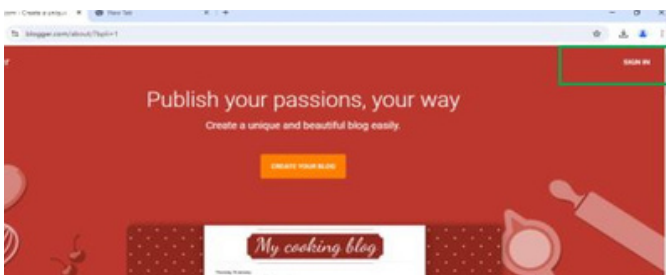 New Tab
blogger.com/about/?bpli=1
SIGN IN
Publish your passions, your way
Create a unique and beautiful blog easily.
CREATE YOUR BLOG
My cooking blog